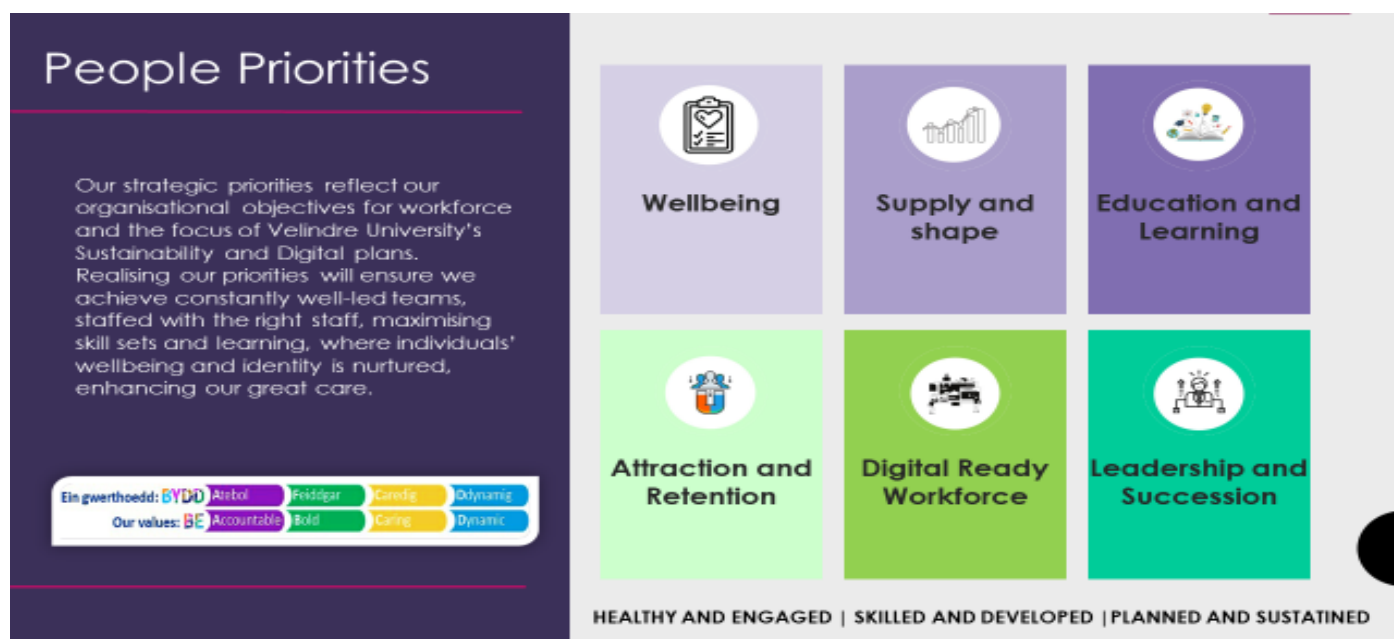 People Priorities
Our strategic priorities reflect our
organisational objectives for workforce
and the focus of Velindre University's
Sustainability and Digital plans.
Realising our priorities will ensure we
achieve constantly well-led teams,
staffed with the right staff, maximising
skill sets and learning, where individuals'
wellbeing and identity is nurtured,
enhancing our great care.
Ein gwerthoedd: BYDD Atebol Feiddgar Caredig Ddynamig
Our values: BE Accountable Bold Caring Dynamic
Wellbeing
Supply and
shape
Education and
Learning
Attraction and
Retention
Digital Ready
Workforce
Leadership and
Succession
HEALTHY AND ENGAGED | SKILLED AND DEVELOPED |PLANNED AND SUSTATINED